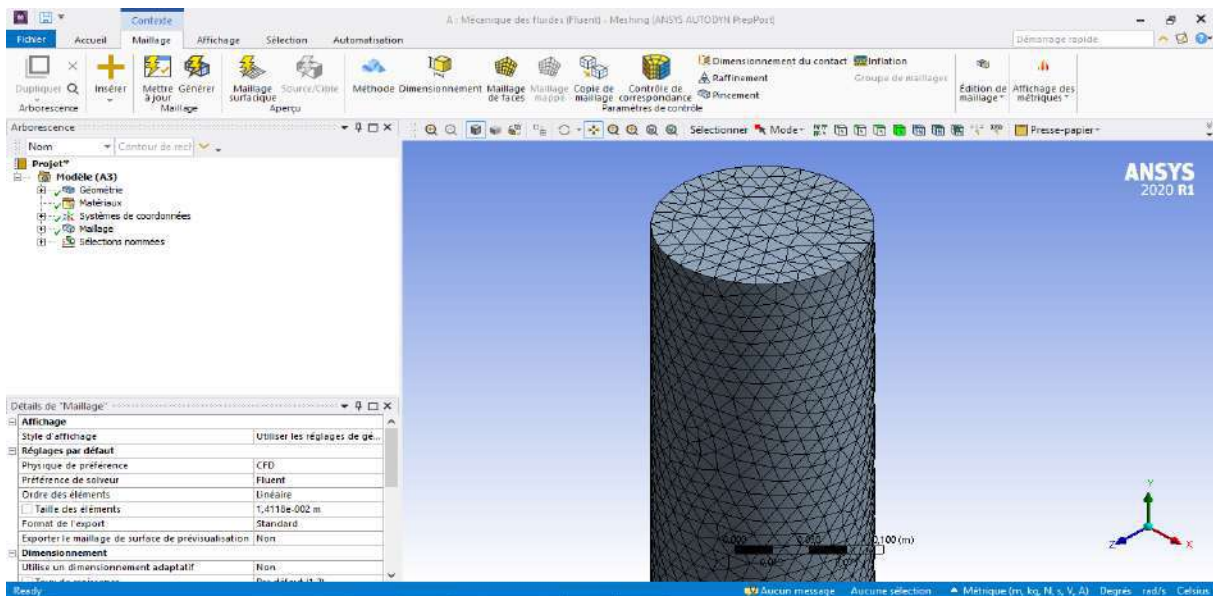 A : Mécanique des fluides (Fluent) - Meshing [ANSYS AUTODYN PrepPost]
Contexte
Fichier Accueil Maillage Affichage Sélection Automatisation
Démarrage rapide
Dupliquer
Insérer
Mettre à jour
Générer
Maillage surfacique
Source/Cible
Méthode
Dimensionnement
Maillage de faces
Maillage mappé
Copie de maillage
Contrôle de correspondance
Dimensionnement du contact
Raffinement
Pincement
Inflation
Groupe de maillages
Édition de maillage
Affichage des métriques
Arborescence Maillage Aperçu Paramètres de contrôle
Arborescence
Nom
Sélectionner Mode Presse-papier
Projet*
Modèle (A3)
Géométrie
Matériaux
Systèmes de coordonnées
Maillage
Sélections nommées
ANSYS
2020 R1
Détails de "Maillage"
Affichage
Style d'affichage Utiliser les réglages de gé...
Réglages par défaut
Physique de préférence CFD
Préférence de solveur Fluent
Ordre des éléments Linéaire
Taille des éléments 1,4118e-002 m
Format de l'export Standard
Exporter le maillage de surface de prévisualisation Non
Dimensionnement
Utilise un dimensionnement adaptatif Non
0,100 (m)
Y
Z
X
Ready
Aucun message Aucune sélection Métrique (m, kg, N, s, V, A) Degrés rad/s Celsius